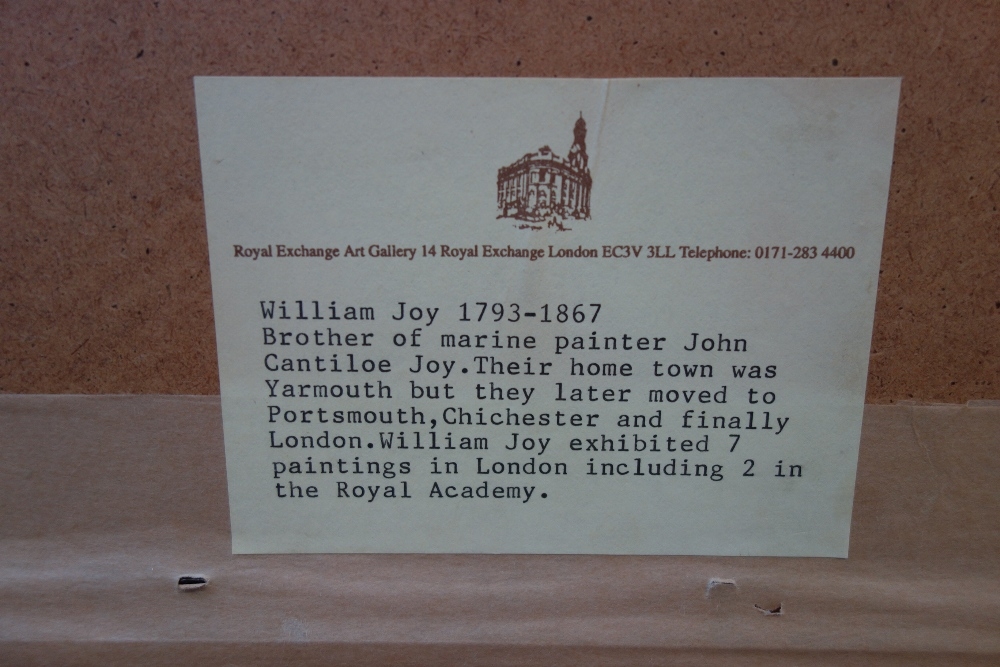 Royal Exchange Art Gallery 14 Royal Exchange London EC3V 3LL Telephone: 0171-283 4400
William Joy 1793-1867
Brother of marine painter John
Cantiloe Joy.Their home town was
Yarmouth but they later moved to
Portsmouth,Chichester and finally
London.William Joy exhibited 7
paintings in London including 2 in
the Royal Academy.